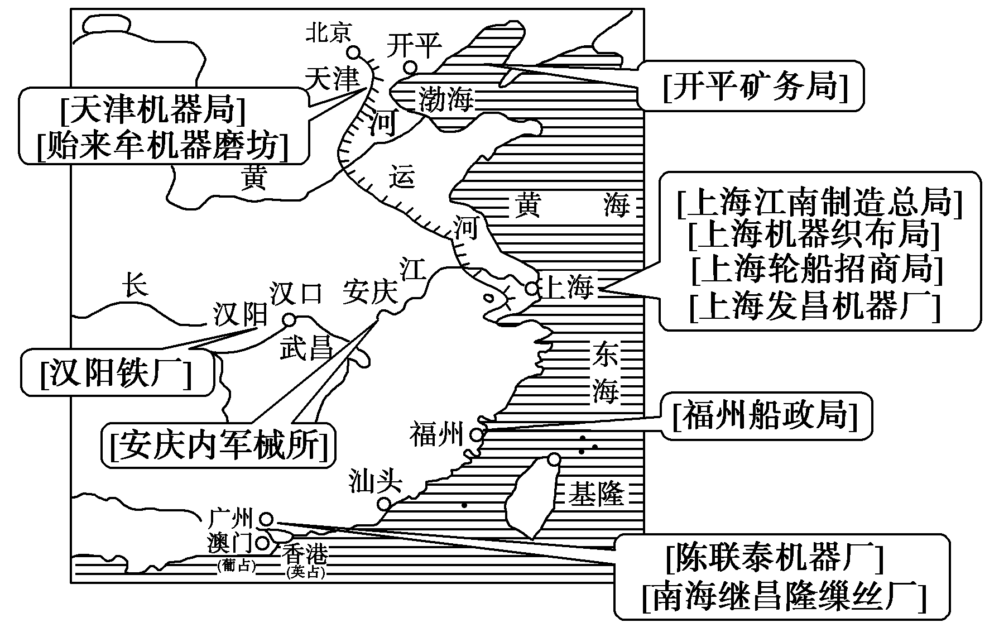 北京
开平
天津
[开平矿务局]
渤海
[天津机器局]
[贻来牟机器磨坊]
河
黄
运
黄 海
[上海江南制造总局]
[上海机器织布局]
[上海轮船招商局]
[上海发昌机器厂]
河
江
长
汉口
安庆
上海
汉阳
武昌
[汉阳铁厂]
东
海
[福州船政局]
福州
[安庆内军械所]
汕头
基隆
广州
澳门
(葡占)
香港
(英占)
[陈联泰机器厂]
[南海继昌隆缫丝厂]